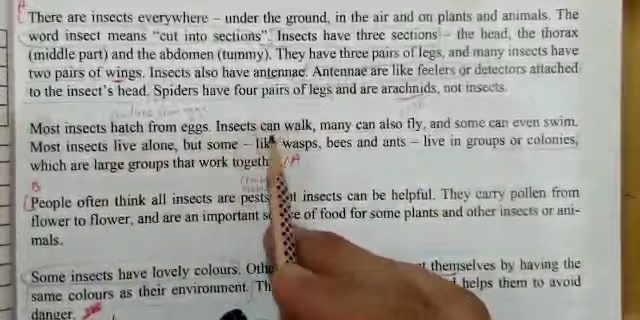 There are insects everywhere – under the ground, in the air and on plants and animals. The
word insect means "cut into sections". Insects have three sections – the head, the thorax
(middle part) and the abdomen (tummy). They have three pairs of legs, and many insects have
two pairs of wings. Insects also have antennae. Antennae are like feelers or detectors attached
to the insect's head. Spiders have four pairs of legs and are arachnids, not insects.
Most insects hatch from eggs. Insects can walk, many can also fly, and some can even swim.
Most insects live alone, but some – wasps, bees and ants – live in groups or colonies,
which are large groups that work A
B
People often think all insects are pests insects can be helpful. They carry pollen from
flower to flower, and are an important of food for some plants and other insects or ani-
mals.
Some insects have lovely colours. themselves by having the
same colours as their environment. helps them to avoid
danger.